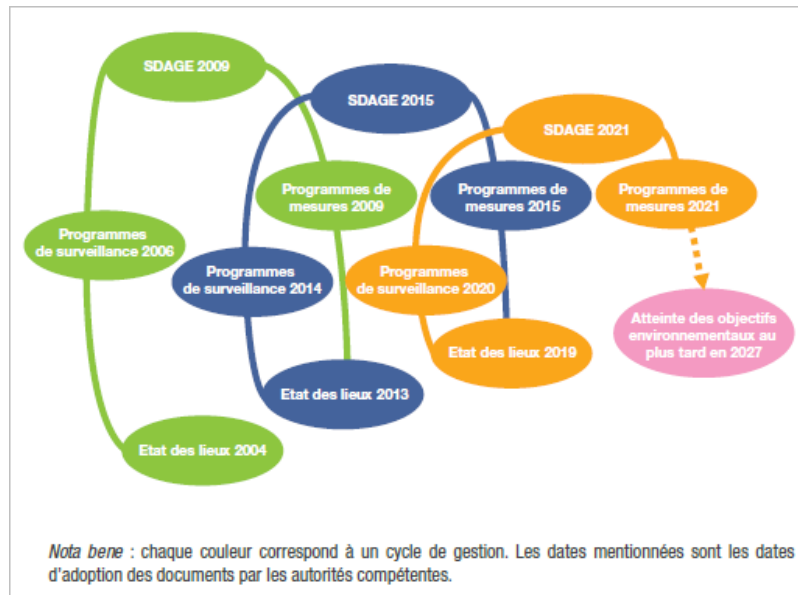 SDAGE 2009
SDAGE 2015
SDAGE 2021
Programmes de
mesures 2009
Programmes de
mesures 2015
Programmes de
mesures 2021
Programmes
de surveillance 2006
Programmes
de surveillance 2014
Programmes
de surveillance 2020
Atteinte des objectifs
environnementaux au
plus tard en 2027
Etat des lieux 2019
Etat des lieux 2013
Etat des lieux 2004
Nota bene : chaque couleur correspond à un cycle de gestion. Les dates mentionnées sont les dates
d'adoption des documents par les autorités compétentes.